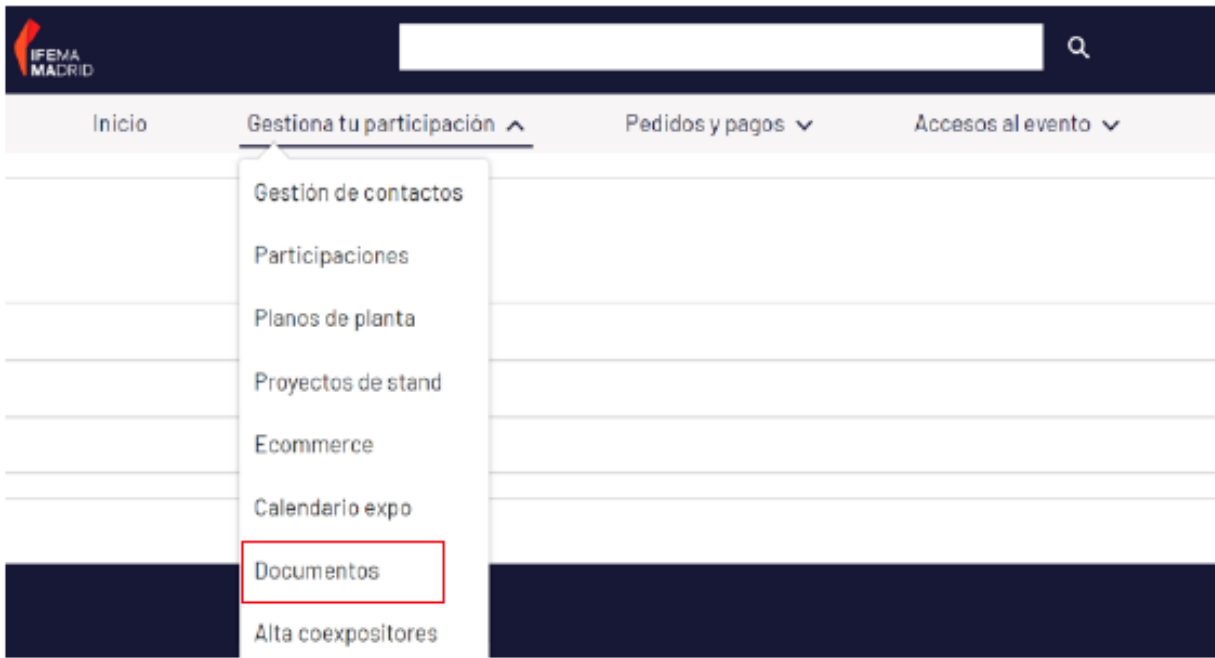 IFEMA
MADRID
Inicio Gestiona tu participación Pedidos y pagos Accesos al evento
Gestión de contactos
Participaciones
Planos de planta
Proyectos de stand
Ecommerce
Calendario expo
Documentos
Alta coexpositores